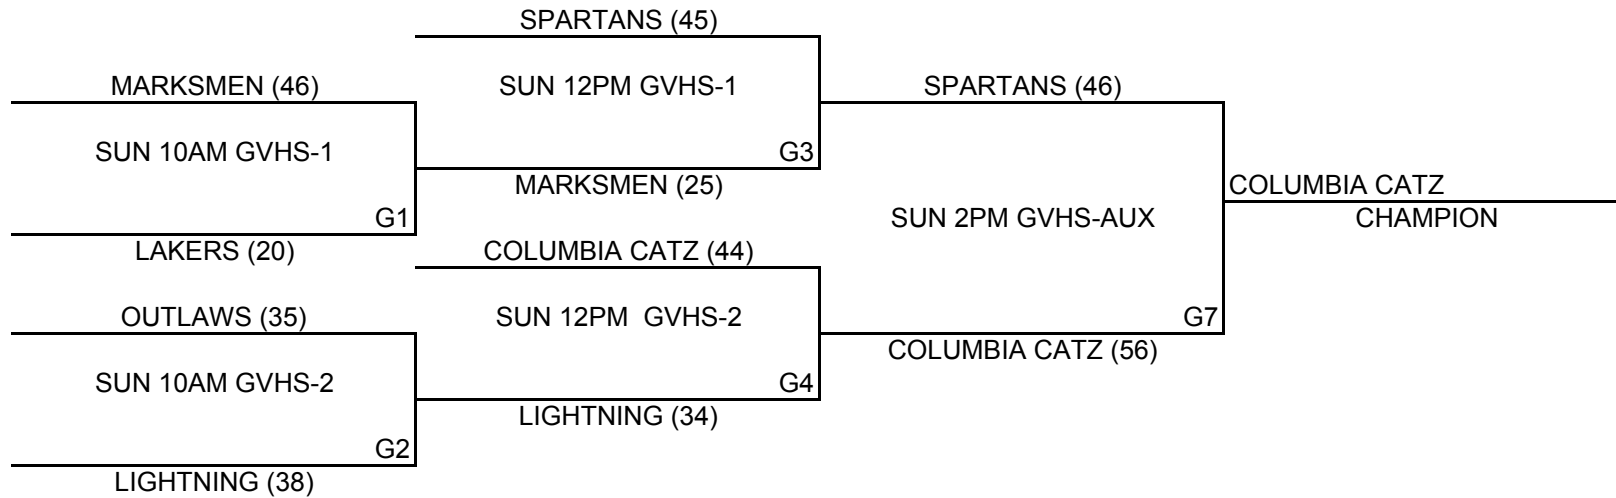 SPARTANS (45)
MARKSMEN (46)
SUN 12PM GVHS-1
SPARTANS (46)
SUN 10AM GVHS-1
G3
MARKSMEN (25)
COLUMBIA CATZ
G1
SUN 2PM GVHS-AUX
CHAMPION
LAKERS (20)
COLUMBIA CATZ (44)
OUTLAWS (35)
SUN 12PM  GVHS-2
G7
COLUMBIA CATZ (56)
SUN 10AM GVHS-2
G4
LIGHTNING (34)
G2
LIGHTNING (38)